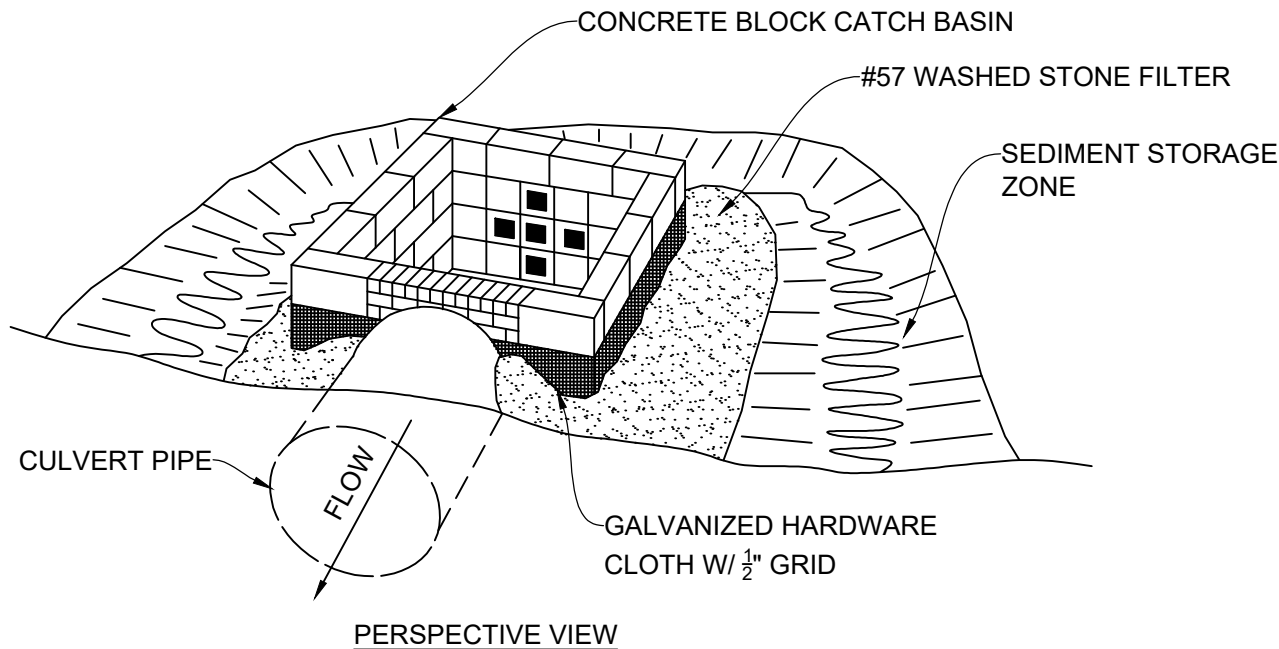 CONCRETE BLOCK CATCH BASIN
#57 WASHED STONE FILTER
SEDIMENT STORAGE
ZONE
CULVERT PIPE
FLOW
GALVANIZED HARDWARE
CLOTH W/ 1/2" GRID
PERSPECTIVE VIEW